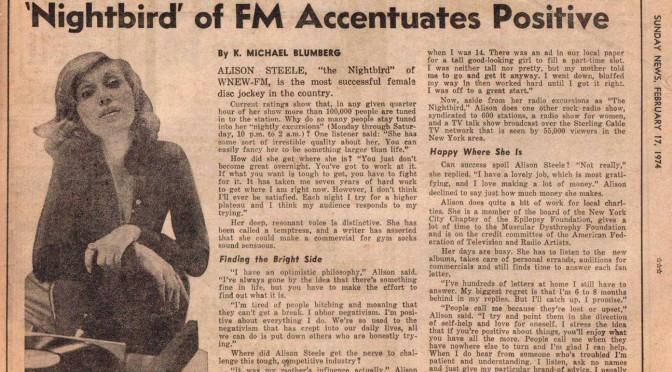 'Nightbird' of FM Accentuates Positive
By K. MICHAEL BLUMBERG
ALISON STEELE, "the Nightbird" of
WNEW-FM, is the most successful female
disc jockey in the country.
Current ratings show that, in any given quarter
hour of her show more than 100,000 people are tuned
in to the station. Why do so many people stay tuned
into her "nightly excursions" (Monday through Satur-
day, 10 p.m. to 2 a.m.)? One listener said: "She has
some sort of irrestible quality about her. You can
easily fancy her to be something larger than life."
How did she get where she is? "You just don't
become great overnight. You've got to work at it.
If what you want is tough to get, you have to fight
for it. It has taken me seven years of hard work
to get where I am right now. However, I don't think
I'll ever be satisfied. Each night I try for a higher
plateau and I think my audience responds to my
trying."
Her deep, resonant voice is distinctive. She has
been called a temptress, and a writer has asserted
that she could make a commercial for gym socks
sound sensuous.
Finding the Bright Side
"I have an optimistic philosophy," Alison said.
"I've always gone by the idea that there's something
fine in life, but you have to make the effort to
find out what it is.
"I'm tired of people bitching and moaning that
they can't get a break. I abhor negativism. I'm pos-
itive about everything I do. We're so used to the
negativism that has crept into our daily lives, all
we can do is put down others who are honestly try-
ing."
Where did Alison Steele get the nerve to chal-
lenge this tough, competitive industry?
"It was my mother's influence actually," Alison
when I was 14. There was an ad in our local paper
for a tall good-looking girl to fill a part-time slot.
I was neither tall nor pretty, but my mother told
me to go and get it anyway. I went down, bluffed
my way in then worked hard until I got it right.
I was off to a great start."
Now, aside from her radio excursions as "The
Nightbird," Alison does one other rock radio show,
syndicated to 600 stations, a radio show for women,
and a TV talk show broadcast over the Sterling Cable
TV network that is seen by 55,000 viewers in the
New York area.
Happy Where She Is
Can success spoil Alison Steele? "Not really,"
she replied. "I have a lovely job, which is most grati-
fying, and I love making a lot of money." Alison
declined to say just how much she makes.
Alison does quite a bit of work for local chari-
ties. She is a member of the board of the New York
City Chapter of the Epilepsy Foundation, gives a
lot of time to the Muscular Dystrophy Foundation
and is on the credit committee of the American Fed-
eration of Television and Radio Artists.
Her days are busy. She has to listen to the new
albums, takes care of personal errands, auditions for
commercials and still finds time to answer each fan
letter.
"I've hundreds of letters at home I still have to
answer. My biggest regret is that I'm 6 to 8 months
behind in my replies. But I'll catch up, I promise."
"People call me because they're lost or upset,"
Alison said. "I try and point them in the direction
of self-help and love for oneself. I stress the idea
that if you're positive about things, you'll enjoy what
you have all the more. People call me when they
have nowhere else to turn and I'm glad I can help.
When I do hear from someone who's troubled I'm
patient and understanding. I listen, ask no names
and just give my particular brand-of advice. I usually
SUNDAY NEWS, FEBRUARY 17, 1974